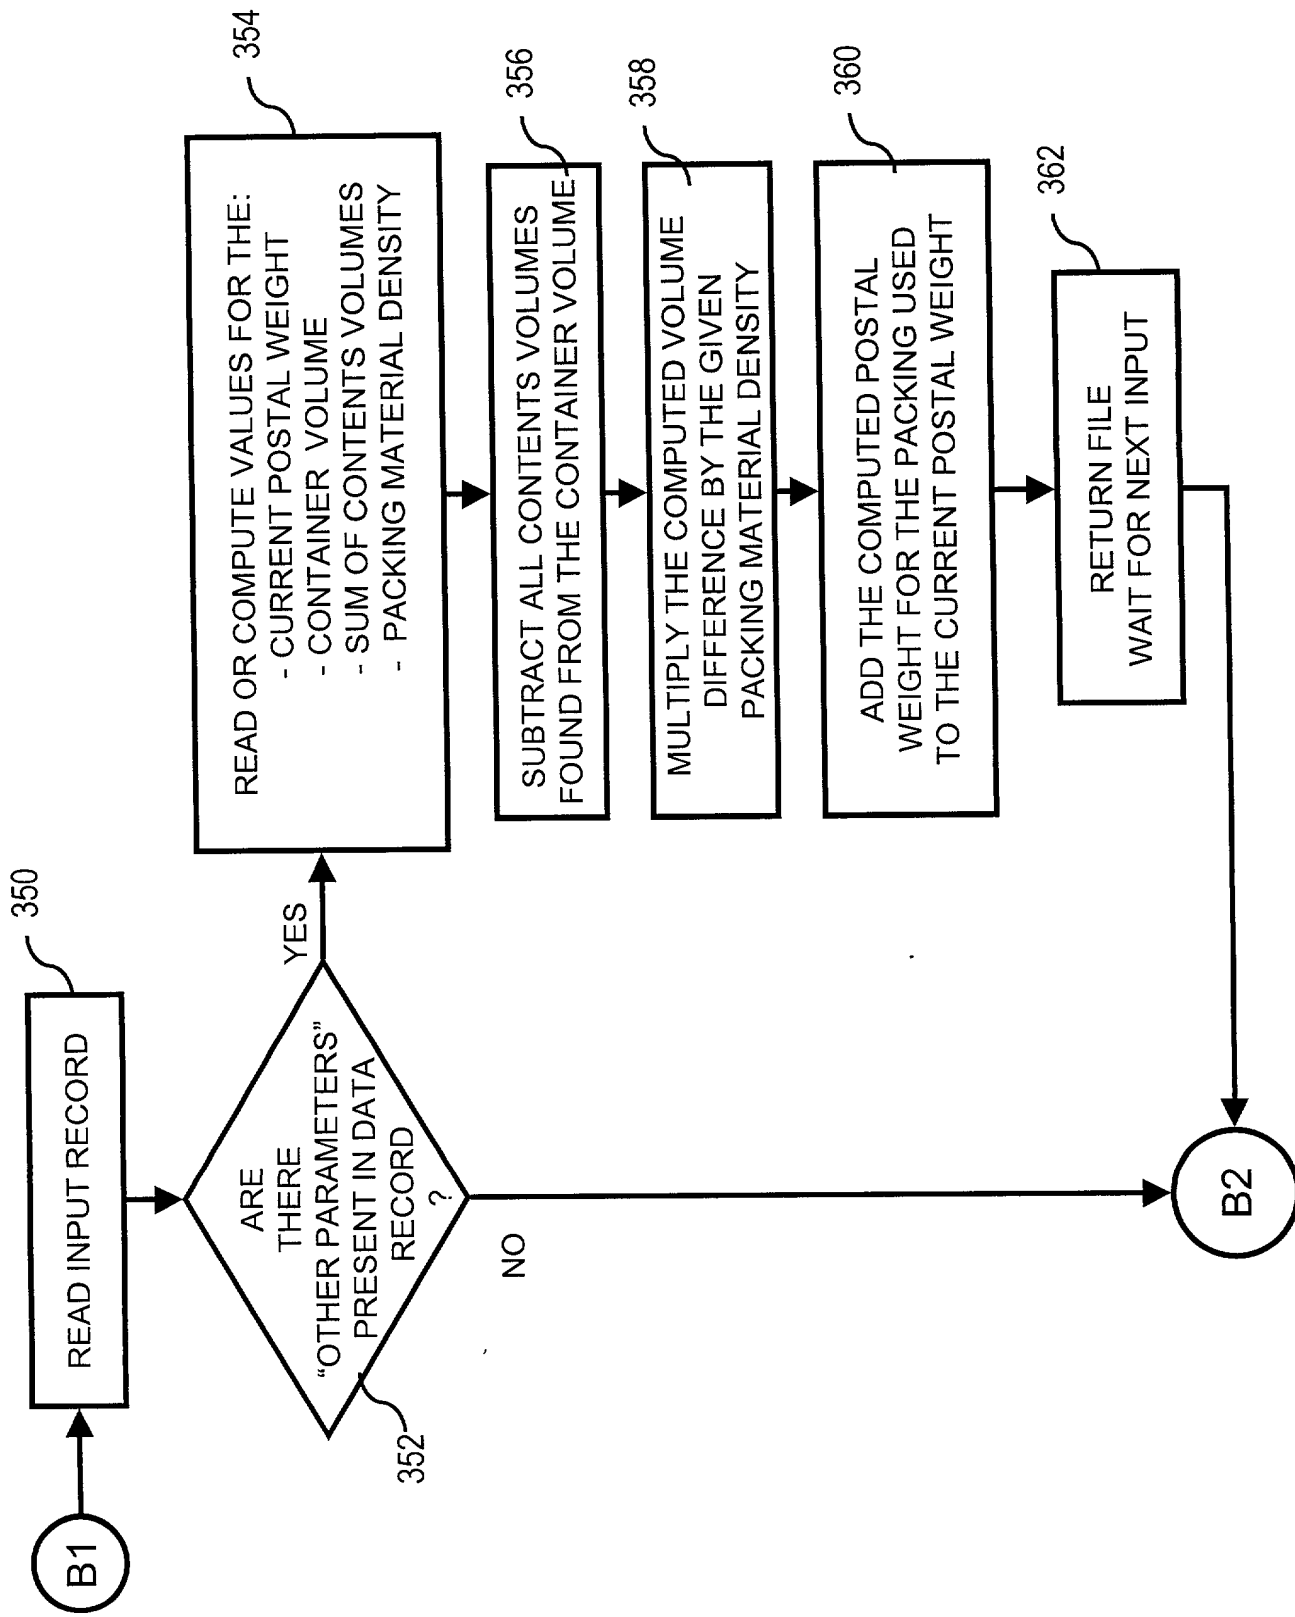 B1
READ INPUT RECORD
350
ARE
THERE
“OTHER PARAMETERS”
PRESENT IN DATA
RECORD
?
352
YES
NO
READ OR COMPUTE VALUES FOR THE:
- CURRENT POSTAL WEIGHT
- CONTAINER VOLUME
- SUM OF CONTENTS VOLUMES
- PACKING MATERIAL DENSITY
354
SUBTRACT ALL CONTENTS VOLUMES
FOUND FROM THE CONTAINER VOLUME
356
MULTIPLY THE COMPUTED VOLUME
DIFFERENCE BY THE GIVEN
PACKING MATERIAL DENSITY
358
ADD THE COMPUTED POSTAL
WEIGHT FOR THE PACKING USED
TO THE CURRENT POSTAL WEIGHT
360
RETURN FILE
WAIT FOR NEXT INPUT
362
B2